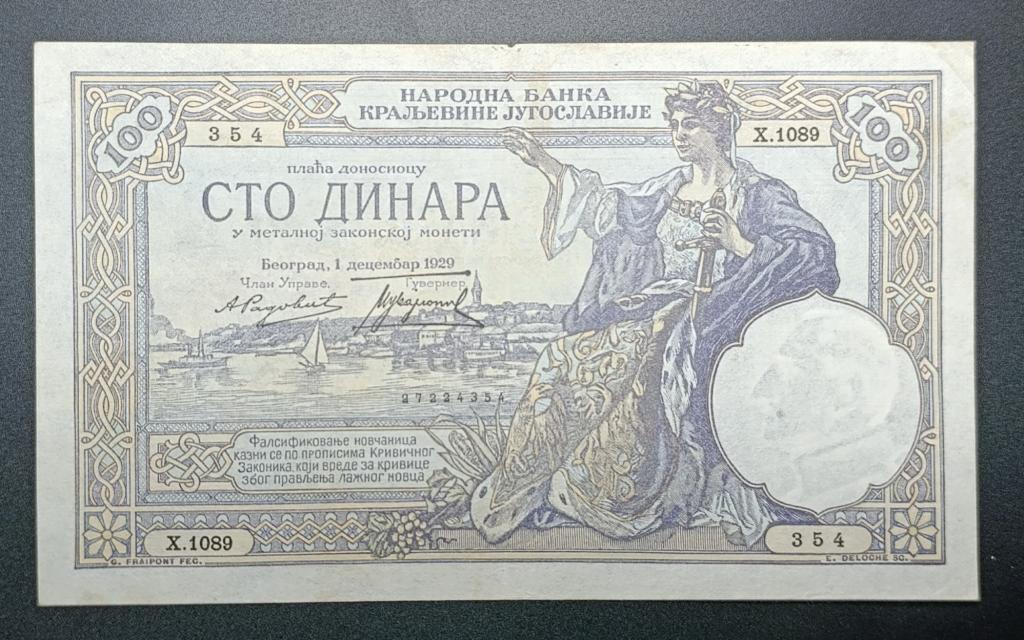 НАРОДНА БАНКА
КРАЉЕВИНЕ ЈУГОСЛАВИЈЕ
100
354
X.1089
100
плаћа доносиоцу
СТО ДИНАРА
у металној законској монети
Београд, 1 децембар 1929
Члан Управе, Гувернер
А Радовић
27224354
Фалсификовање новчаница
казни се по прописима Кривичног
Законика, који вреде за кривице
због прављења лажног новца
X.1089
354
G. FRAIPONT FEC.
E. DELOCHE SC.